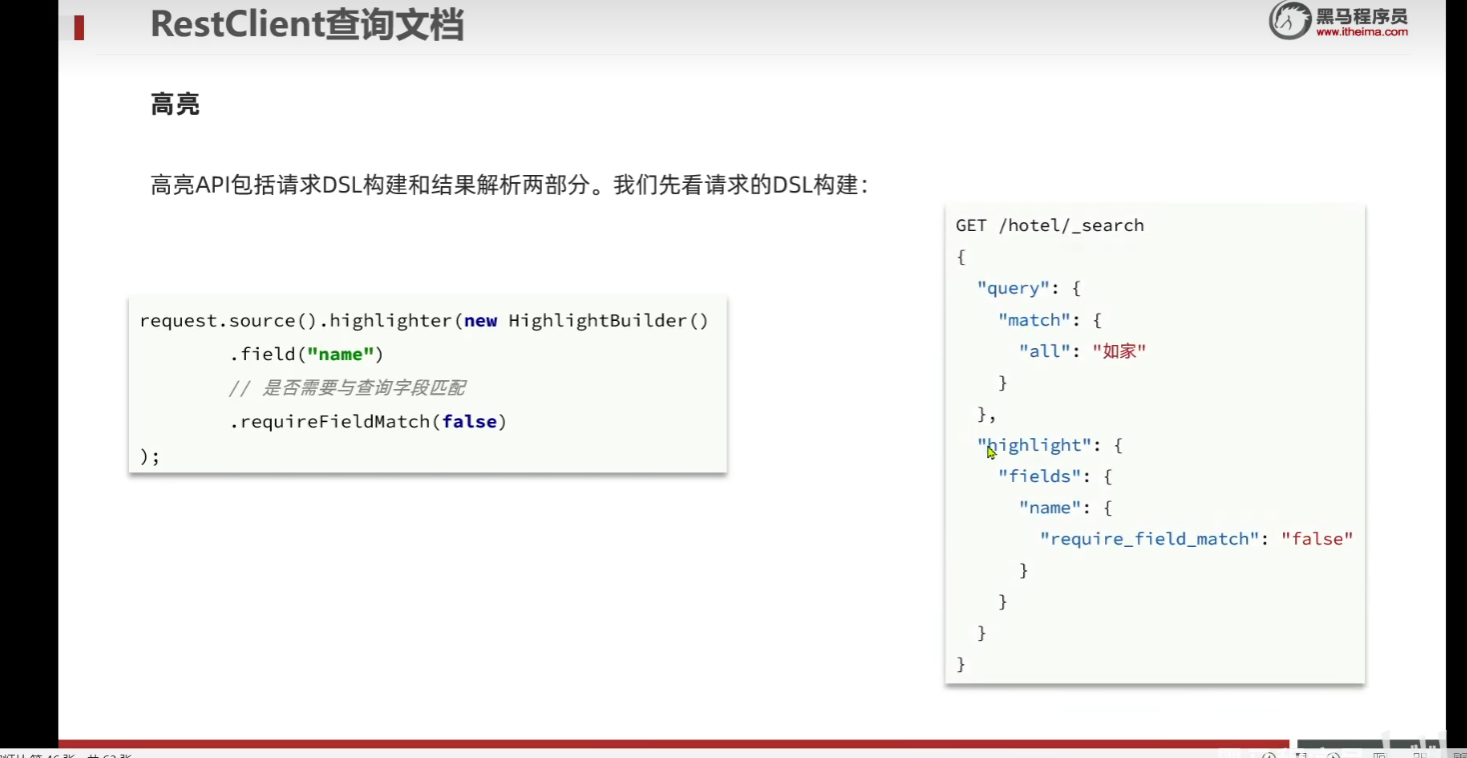 RestClient查询文档
黑马程序员
www.itheima.com
高亮
高亮API包括请求DSL构建和结果解析两部分。我们先看请求的DSL构建：
request.source().highlighter(new HighlightBuilder()
.field("name")
// 是否需要与查询字段匹配
.requireFieldMatch(false)
);
GET /hotel/_search
{
"query": {
"match": {
"all": "如家"
}
},
"highlight": {
"fields": {
"name": {
"require_field_match": "false"
}
}
}
}